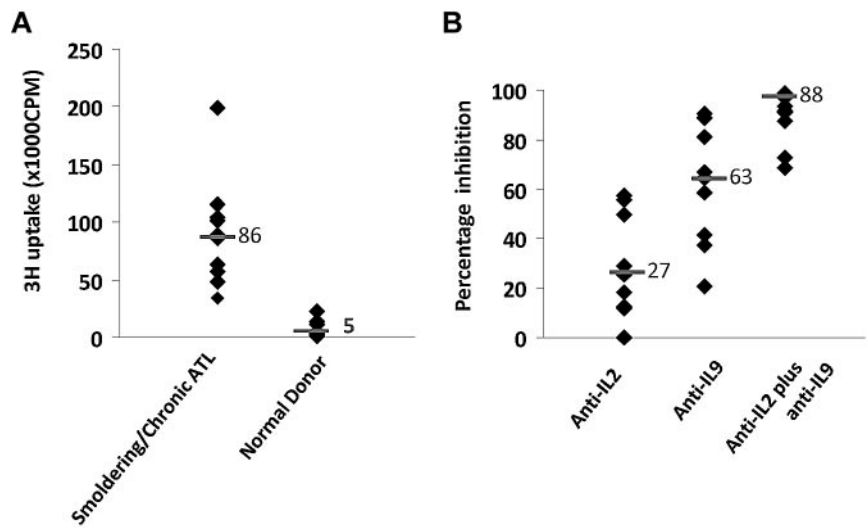 A
3H uptake (x1000CPM)
250
200
150
100
50
0
86
5
Smoldering/Chronic ATL
Normal Donor
B
Percentage inhibition
100
80
60
40
20
0
27
63
88
Anti-IL2
Anti-IL9
Anti-IL2 plus
anti-IL9